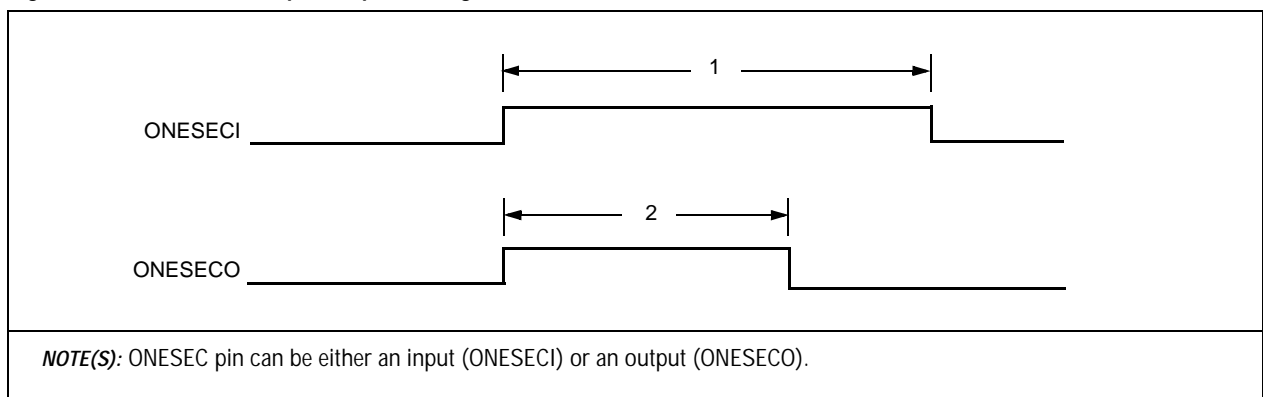 1
ONESECI
2
ONESECO
NOTE(S): ONESEC pin can be either an input (ONESECI) or an output (ONESECO).